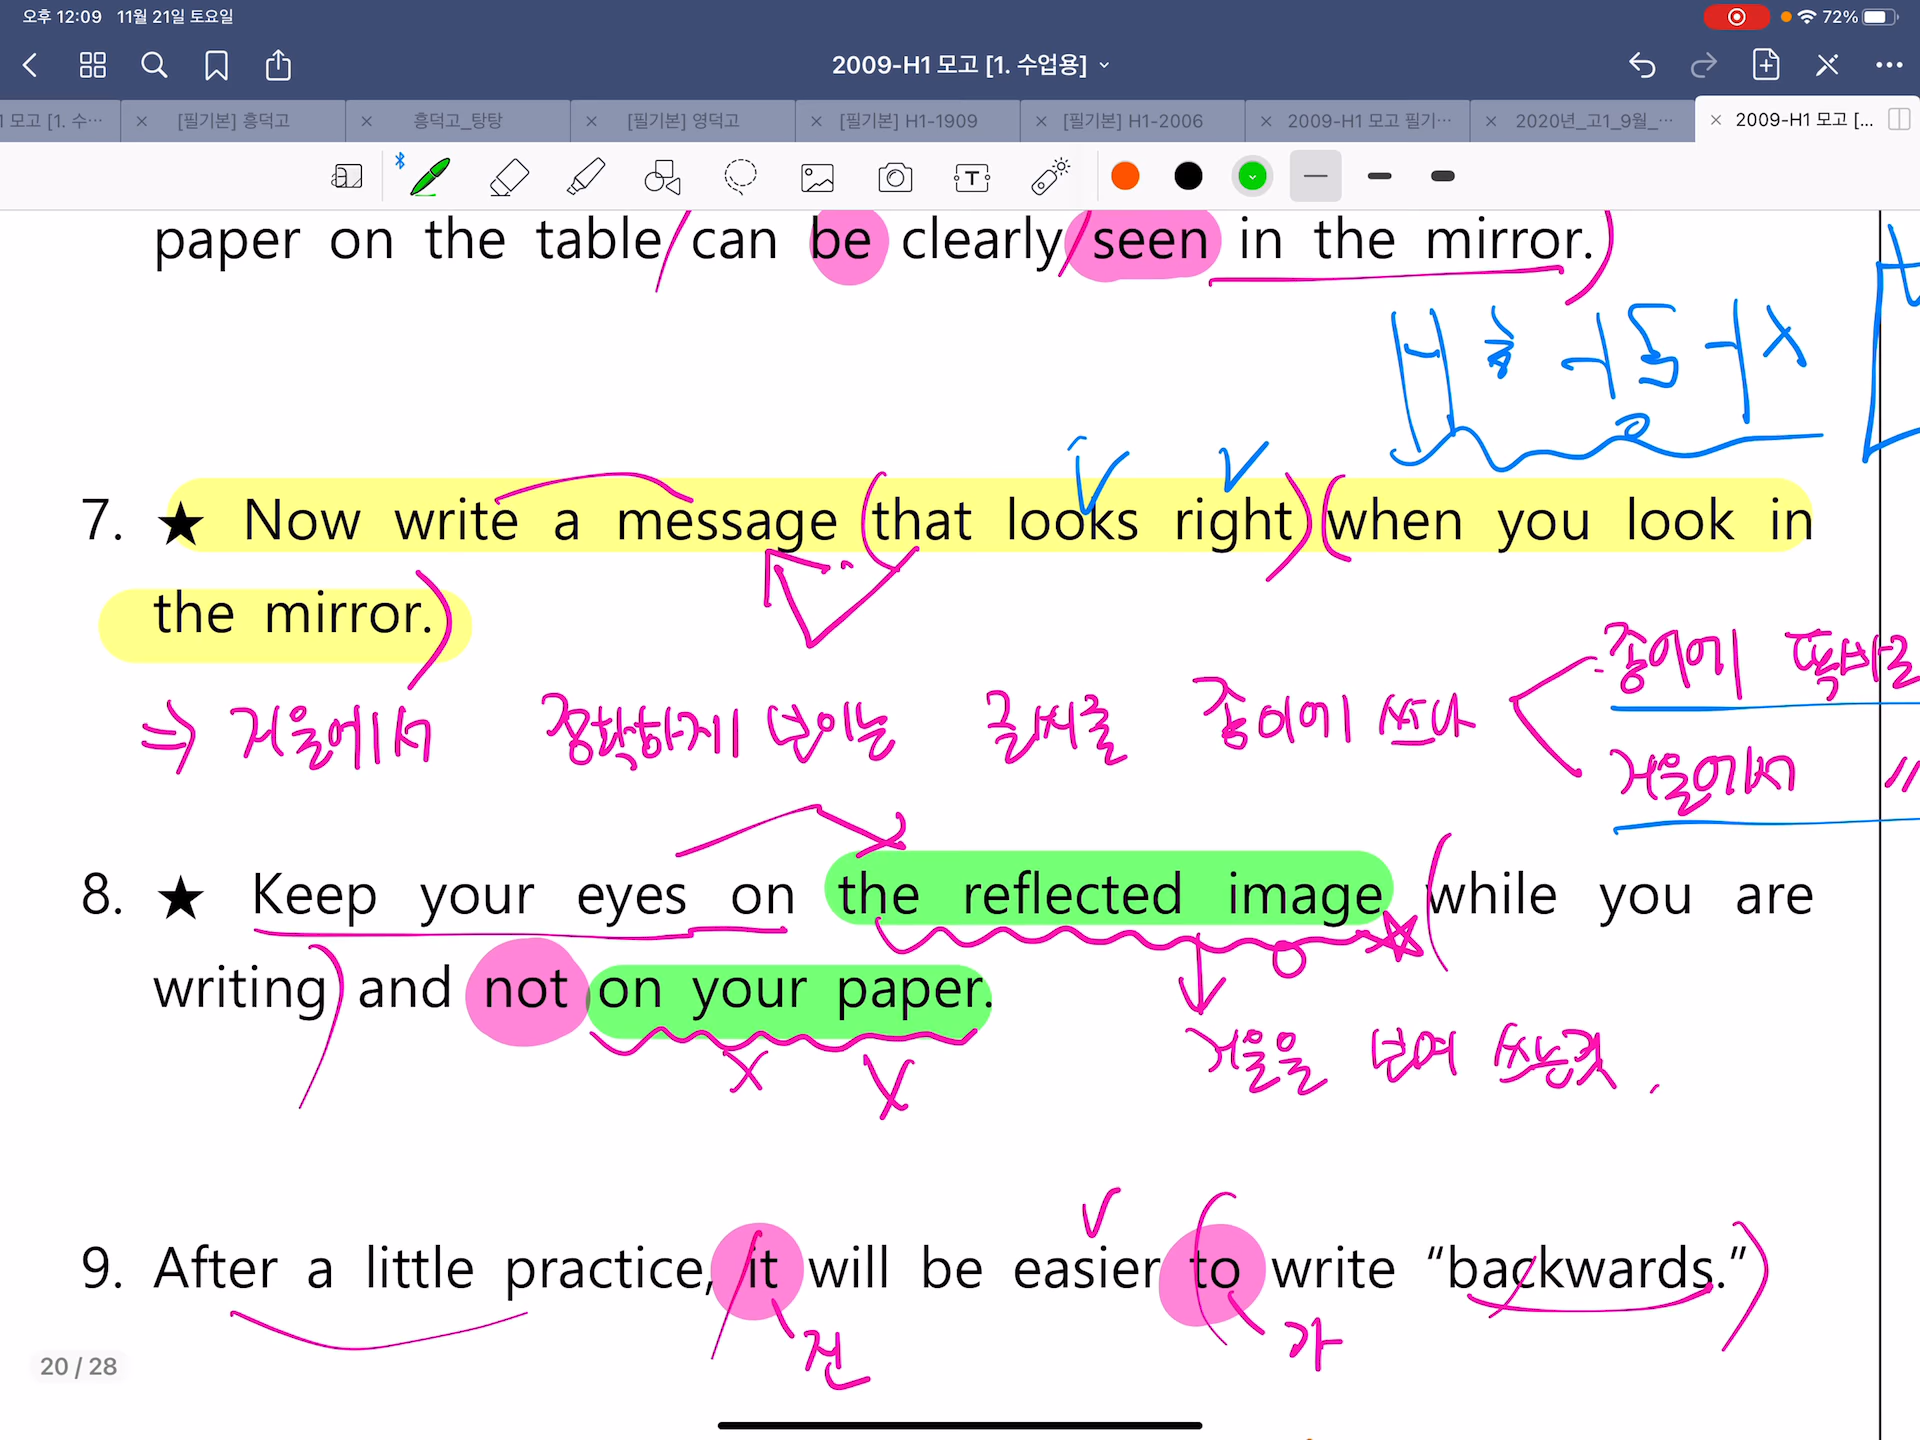 오후 12:09 11월 21일 토요일
72%
2009-H1 모고 [1. 수업용]
1 모고 [1. 수…
[필기본] 흥덕고
흥덕고_탕탕
[필기본] 영덕고
[필기본] H1-1909
[필기본] H1-2006
2009-H1 모고 필기…
2020년_고1_9월_…
2009-H1 모고 [...
paper on the table can be clearly seen in the mirror.
7. ★ Now write a message (that looks right) (when you look in
the mirror.)
종이에 똑바로
⇒ 거울에서 정확하게 보이는 글씨를 종이에 쓰다
거울에서 〃
8. ★ Keep your eyes on the reflected image (while you are
writing) and not on your paper.
x x
거울을 보며 쓰는것.
9. After a little practice, it will be easier (to write “backwards.”)
20 / 28